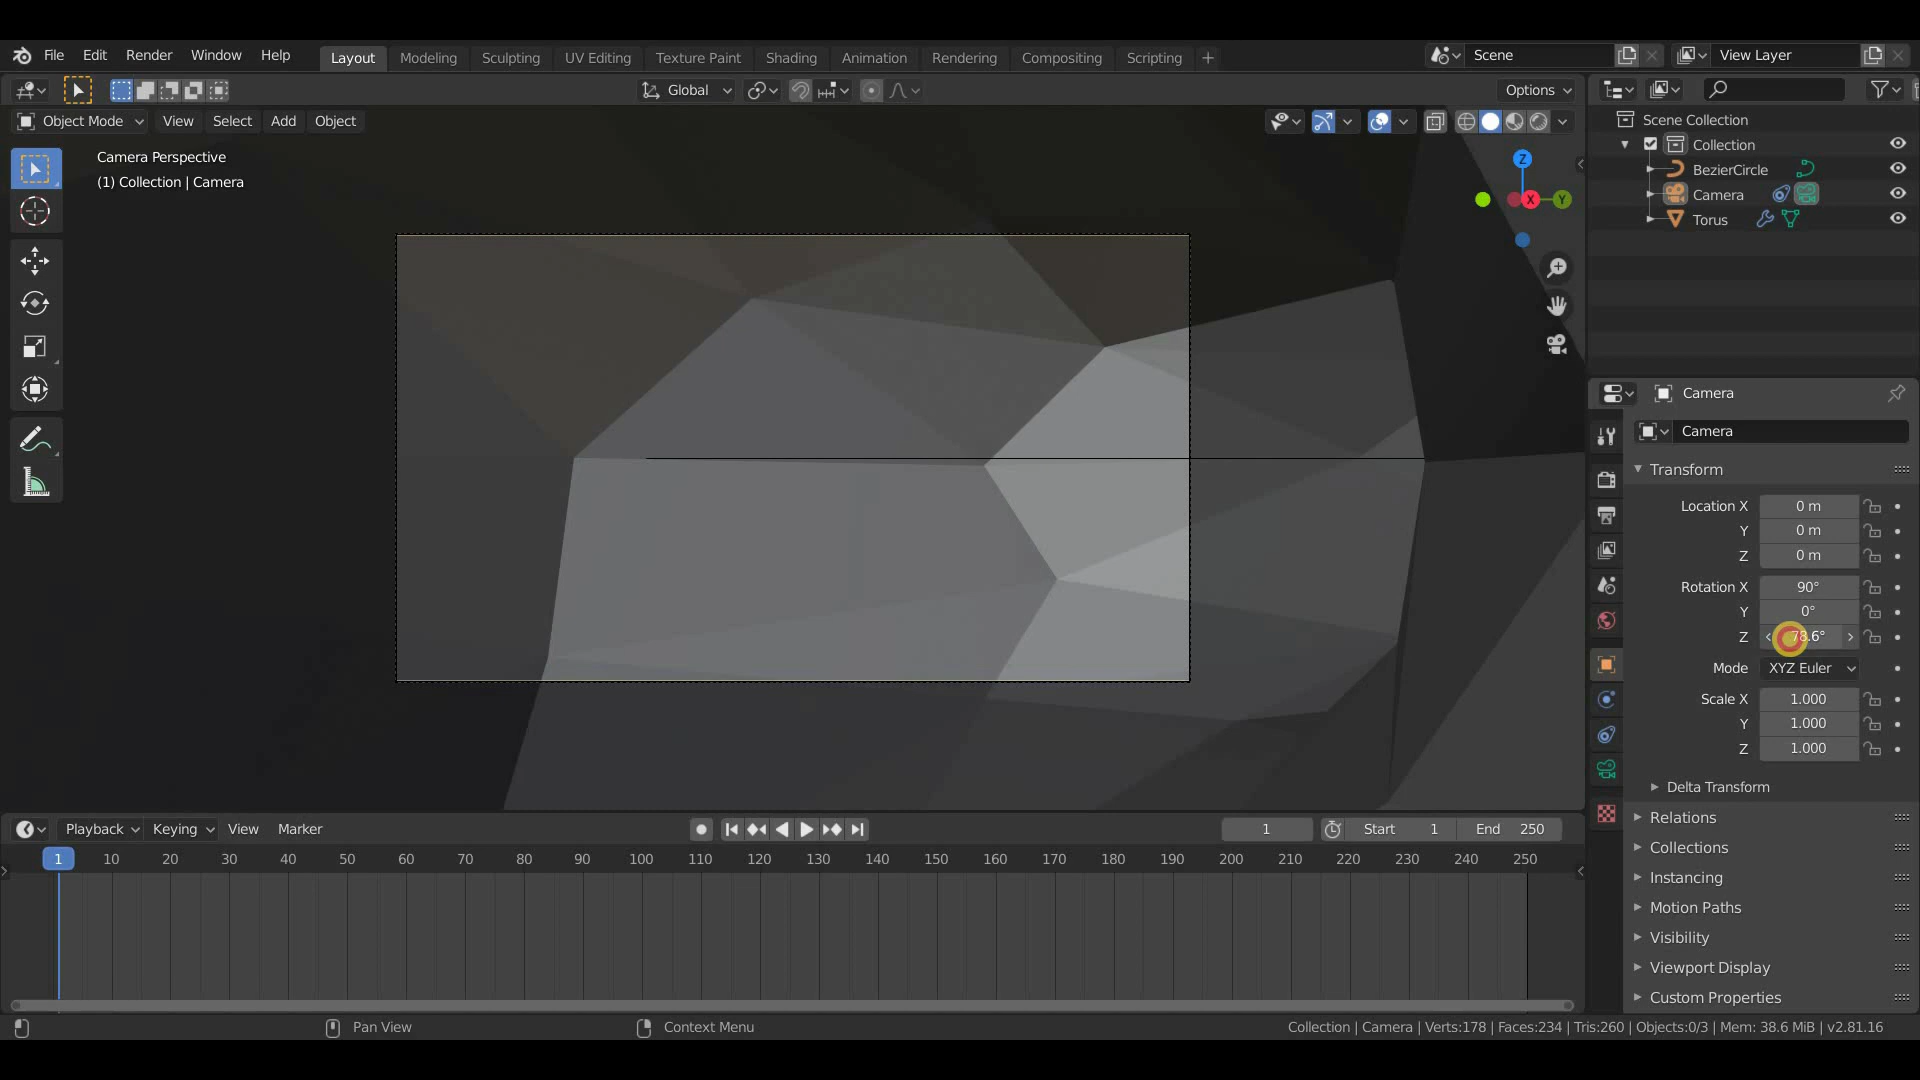 File Edit Render Window Help Layout Modeling Sculpting UV Editing Texture Paint Shading Animation Rendering Compositing Scripting + Scene View Layer
Global Options
Object Mode View Select Add Object
Camera Perspective
(1) Collection | Camera
Z
X
Y
Scene Collection
Collection
BezierCircle
Camera
Torus
Camera
Camera
Transform
Location X 0 m
Y 0 m
Z 0 m
Rotation X 90°
Y 0°
Z 78.6°
Mode XYZ Euler
Scale X 1.000
Y 1.000
Z 1.000
Delta Transform
Relations
Collections
Instancing
Motion Paths
Visibility
Viewport Display
Custom Properties
Playback Keying View Marker 1 Start 1 End 250
1 10 20 30 40 50 60 70 80 90 100 110 120 130 140 150 160 170 180 190 200 210 220 230 240 250
Pan View Context Menu Collection | Camera | Verts:178 | Faces:234 | Tris:260 | Objects:0/3 | Mem: 38.6 MiB | v2.81.16